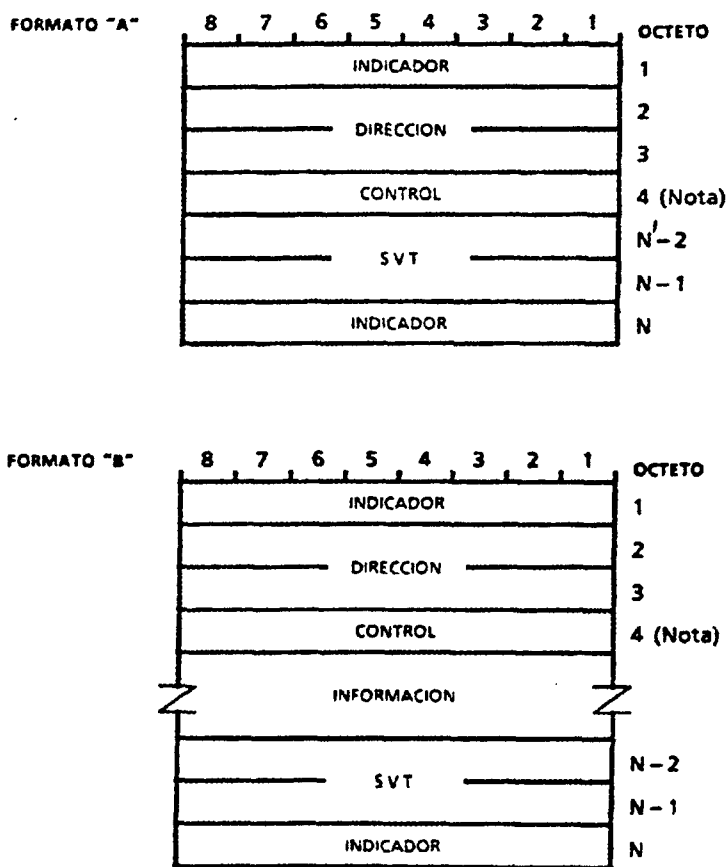 FORMATO "A" 8 7 6 5 4 3 2 1 OCTETO
INDICADOR 1
2
DIRECCION
3
CONTROL 4 (Nota)
N'-2
SVT
N-1
INDICADOR N
FORMATO "B" 8 7 6 5 4 3 2 1 OCTETO
INDICADOR 1
2
DIRECCION
3
CONTROL 4 (Nota)
INFORMACION
N-2
SVT
N-1
INDICADOR N